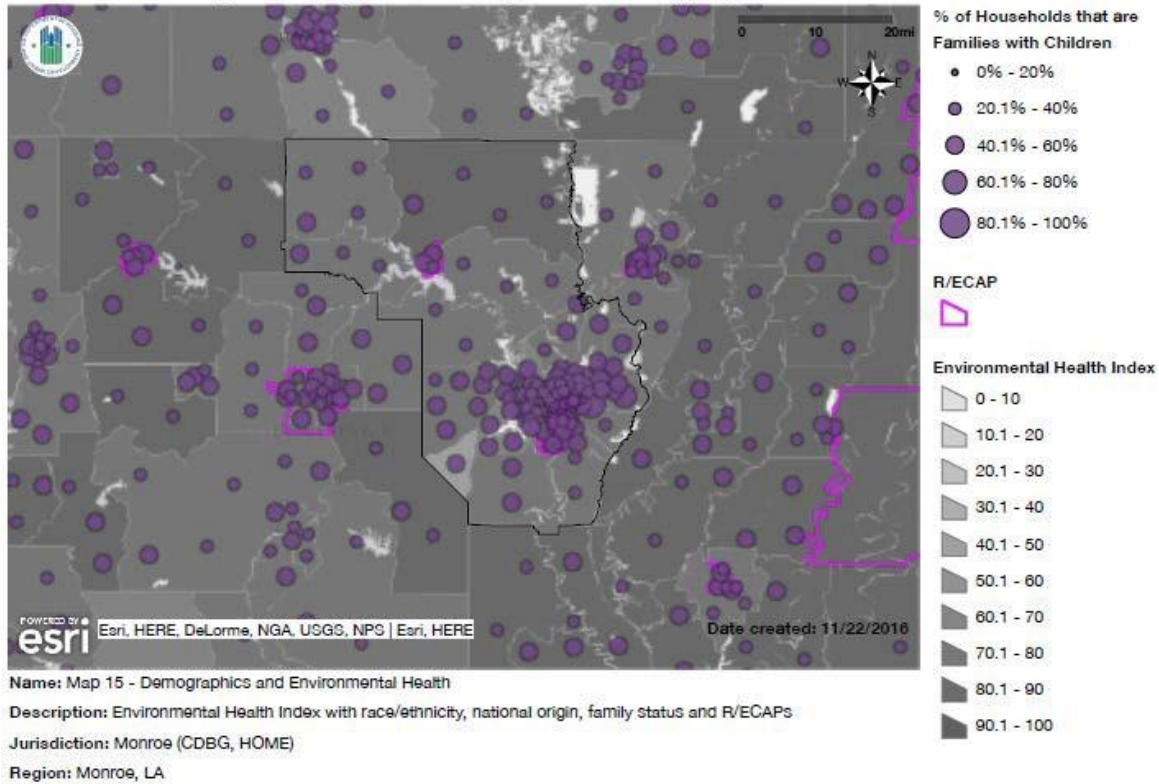 0 10 20mi
N
W E
S
POWERED BY
esri
Esri, HERE, DeLorme, NGA, USGS, NPS | Esri, HERE
Date created: 11/22/2016
% of Households that are
Families with Children
0% - 20%
20.1% - 40%
40.1% - 60%
60.1% - 80%
80.1% - 100%
R/ECAP
Environmental Health Index
0 - 10
10.1 - 20
20.1 - 30
30.1 - 40
40.1 - 50
50.1 - 60
60.1 - 70
70.1 - 80
80.1 - 90
90.1 - 100
Name: Map 15 - Demographics and Environmental Health
Description: Environmental Health Index with race/ethnicity, national origin, family status and R/ECAPs
Jurisdiction: Monroe (CDBG, HOME)
Region: Monroe, LA